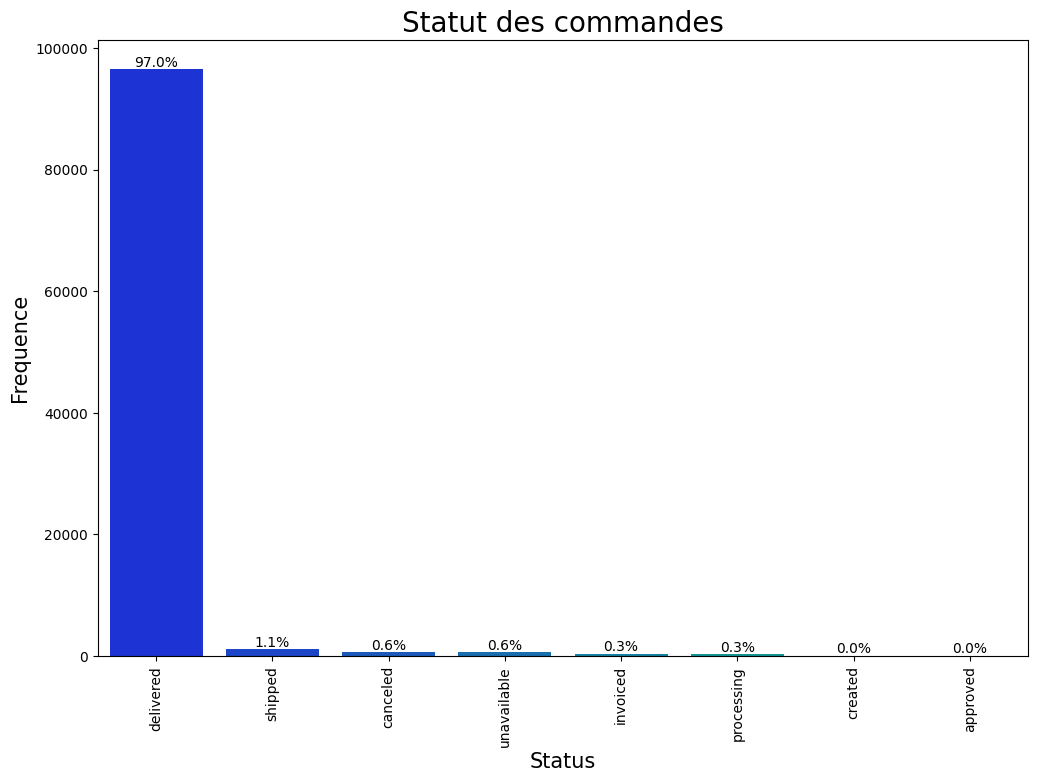 Statut des commandes
100000
80000
60000
40000
20000
0
Frequence
97.0%
1.1%
0.6%
0.6%
0.3%
0.3%
0.0%
0.0%
delivered
shipped
canceled
unavailable
invoiced
processing
created
approved
Status